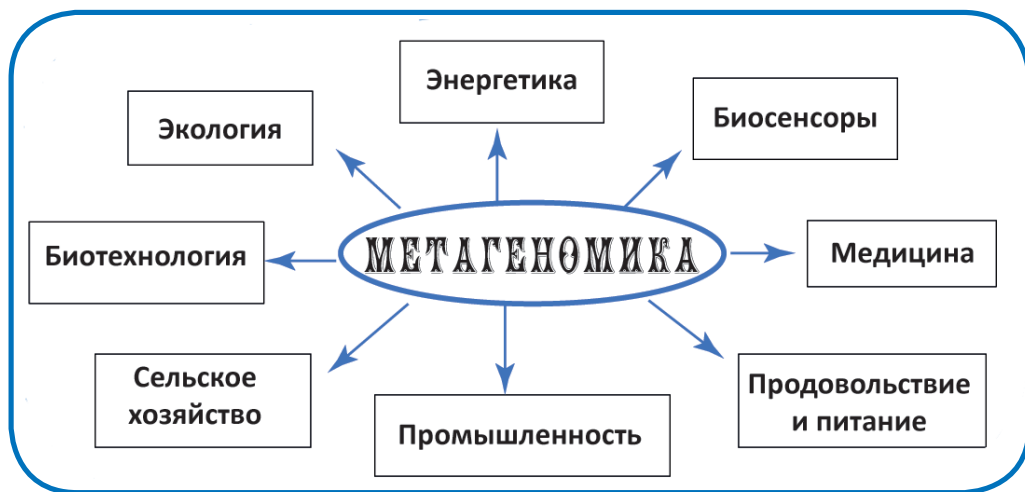 Энергетика
Экология
Биосенсоры
МЕТАГЕНОМИКА
Биотехнология
Медицина
Сельское
хозяйство
Продовольствие
и питание
Промышленность